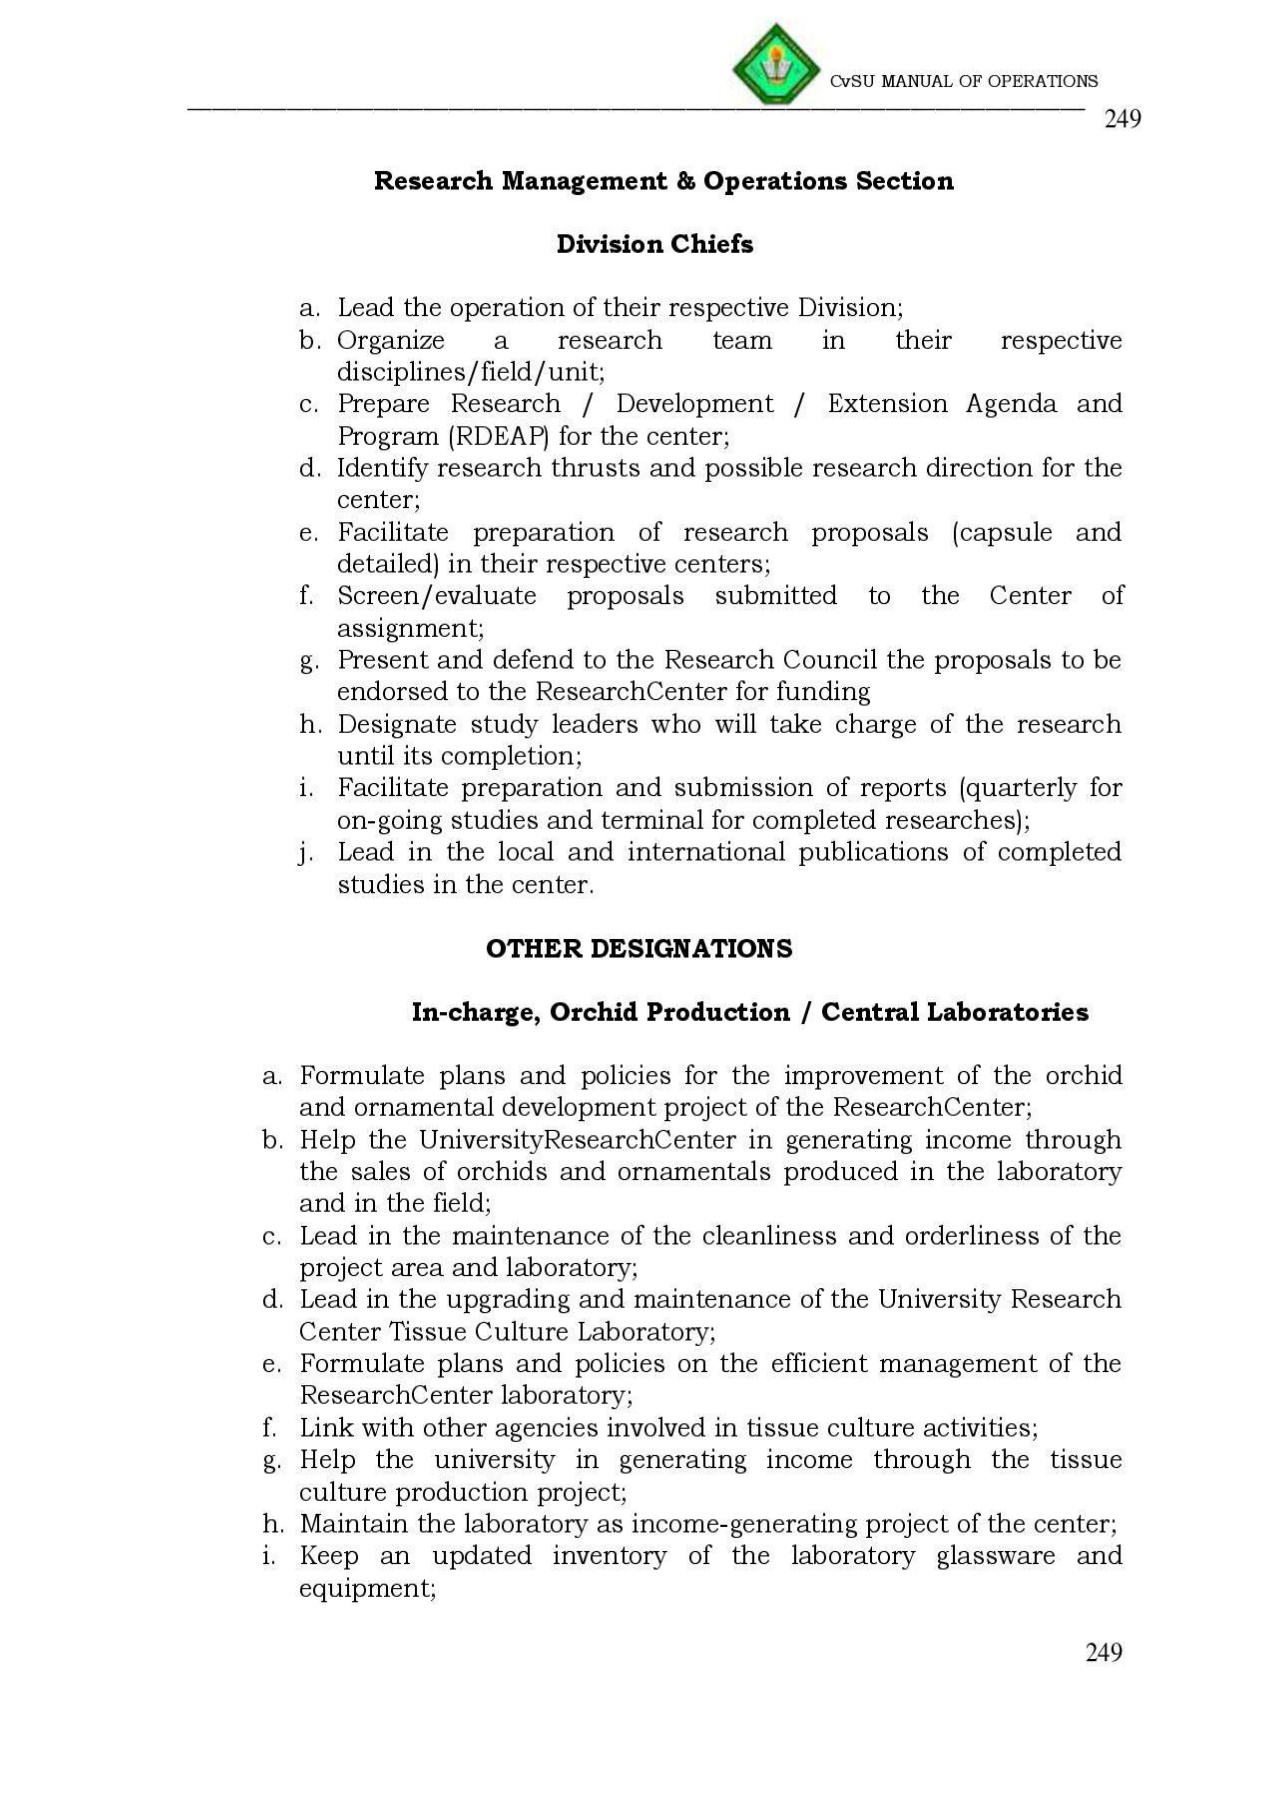 CvSU MANUAL OF OPERATIONS
249
Research Management & Operations Section
Division Chiefs
a. Lead the operation of their respective Division;
b. Organize a research team in their respective
disciplines/field/unit;
c. Prepare Research / Development / Extension Agenda and
Program (RDEAP) for the center;
d. Identify research thrusts and possible research direction for the
center;
e. Facilitate preparation of research proposals (capsule and
detailed) in their respective centers;
f. Screen/evaluate proposals submitted to the Center of
assignment;
g. Present and defend to the Research Council the proposals to be
endorsed to the ResearchCenter for funding
h. Designate study leaders who will take charge of the research
until its completion;
i. Facilitate preparation and submission of reports (quarterly for
on-going studies and terminal for completed researches);
j. Lead in the local and international publications of completed
studies in the center.
OTHER DESIGNATIONS
In-charge, Orchid Production / Central Laboratories
a. Formulate plans and policies for the improvement of the orchid
and ornamental development project of the ResearchCenter;
b. Help the UniversityResearchCenter in generating income through
the sales of orchids and ornamentals produced in the laboratory
and in the field;
c. Lead in the maintenance of the cleanliness and orderliness of the
project area and laboratory;
d. Lead in the upgrading and maintenance of the University Research
Center Tissue Culture Laboratory;
e. Formulate plans and policies on the efficient management of the
ResearchCenter laboratory;
f. Link with other agencies involved in tissue culture activities;
g. Help the university in generating income through the tissue
culture production project;
h. Maintain the laboratory as income-generating project of the center;
i. Keep an updated inventory of the laboratory glassware and
equipment;
249